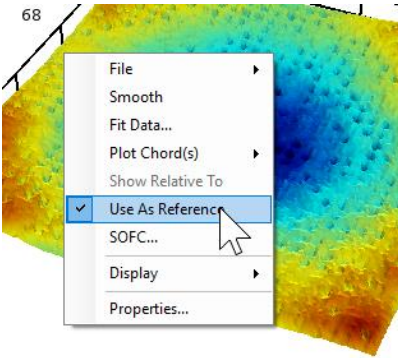 68
File
Smooth
Fit Data...
Plot Chord(s)
Show Relative To
Use As Reference
SOFC...
Display
Properties...